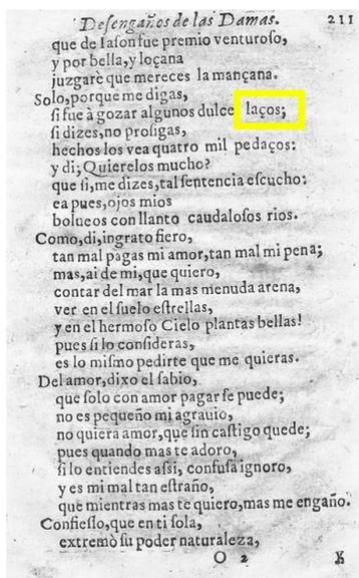 Desengaños de las Damas. 211
que de Iason fue premio venturoso,
y por bella, y loçana
juzgarè que mereces la mançana.
Solo, porque me digas,
si fue à gozar algunos dulce laços;
si dizes, no prosigas,
hechos los vea quatro mil pedaços:
y di; Quierelos mucho?
que si, me dizes, tal sentencia escucho:
ea pues, ojos mios
bolueos con llanto caudalosos rios.
Como, di, ingrato fiero,
tan mal pagas mi amor, tan mal mi pena;
mas, ai de mi, que quiero,
contar del mar la mas menuda arena,
ver en el suelo estrellas,
y en el hermoso Cielo plantas bellas!
pues si lo consideras,
es lo mismo pedirte que me quieras.
Del amor, dixo el sabio,
que solo con amor pagar se puede;
no es pequeño mi agrauio,
no quiera amor, que sin castigo quede;
pues quando mas te adoro,
si lo entiendes assi, confusa ignoro,
y es mi mal tan estraño,
que mientras mas te quiero, mas me engaño.
Confiesso, que en ti sola,
extremò su poder naturaleza,
O 2